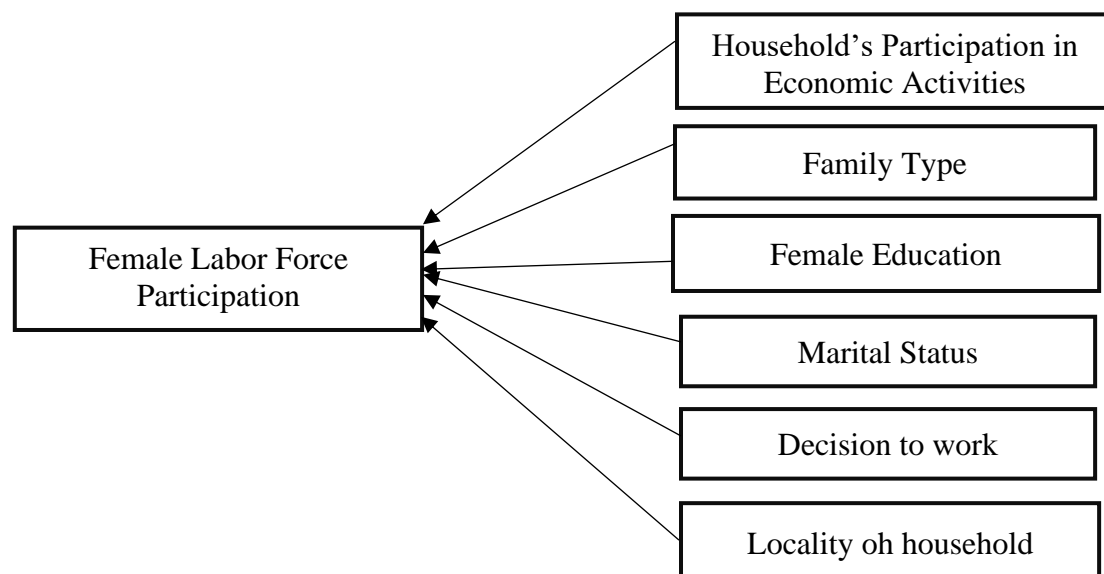 Household’s Participation in
Economic Activities
Family Type
Female Labor Force
Participation
Female Education
Marital Status
Decision to work
Locality oh household